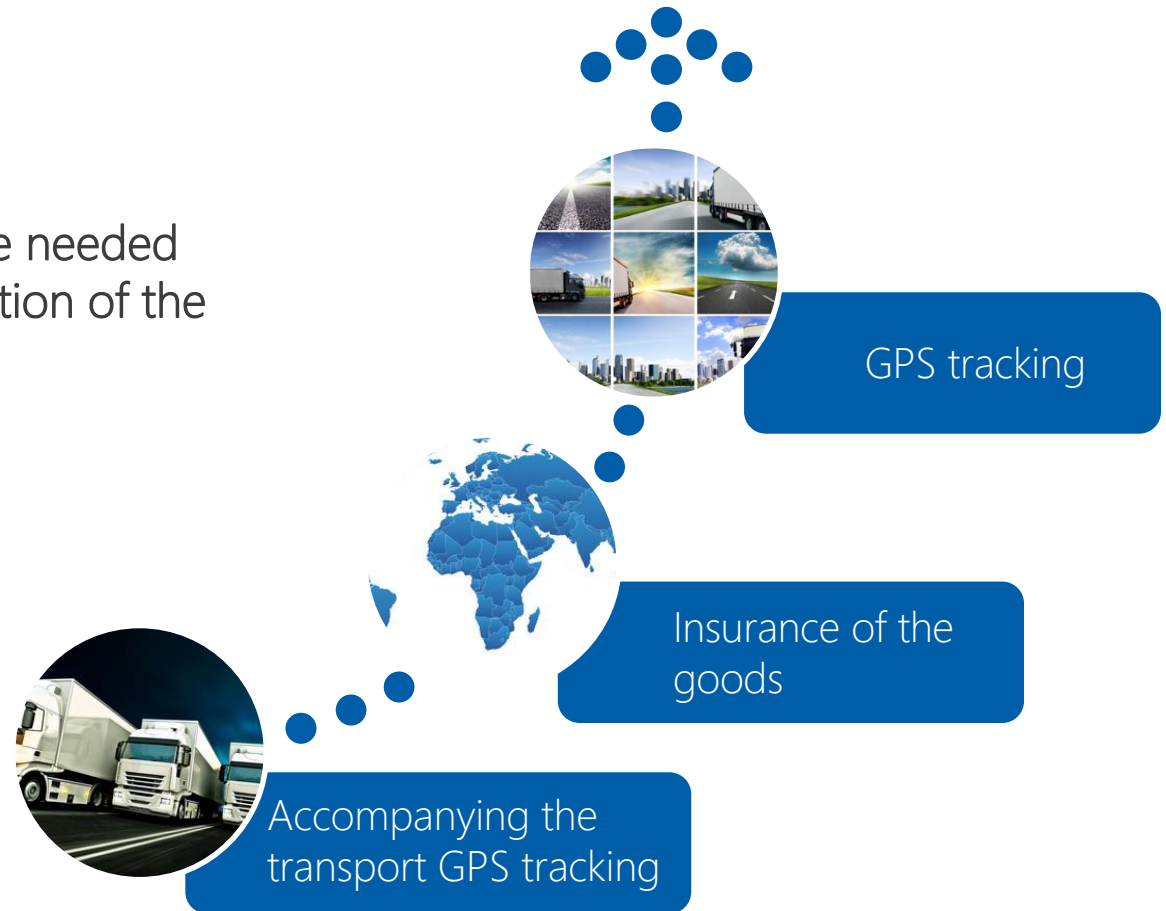 e needed
tion of the
GPS tracking
Insurance of the
goods
Accompanying the
transport GPS tracking